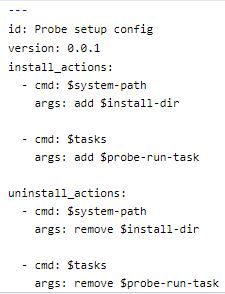 ---
id: Probe setup config
version: 0.0.1
install_actions:
  - cmd: $system-path
    args: add $install-dir

  - cmd: $tasks
    args: add $probe-run-task

uninstall_actions:
  - cmd: $system-path
    args: remove $install-dir

  - cmd: $tasks
    args: remove $probe-run-task